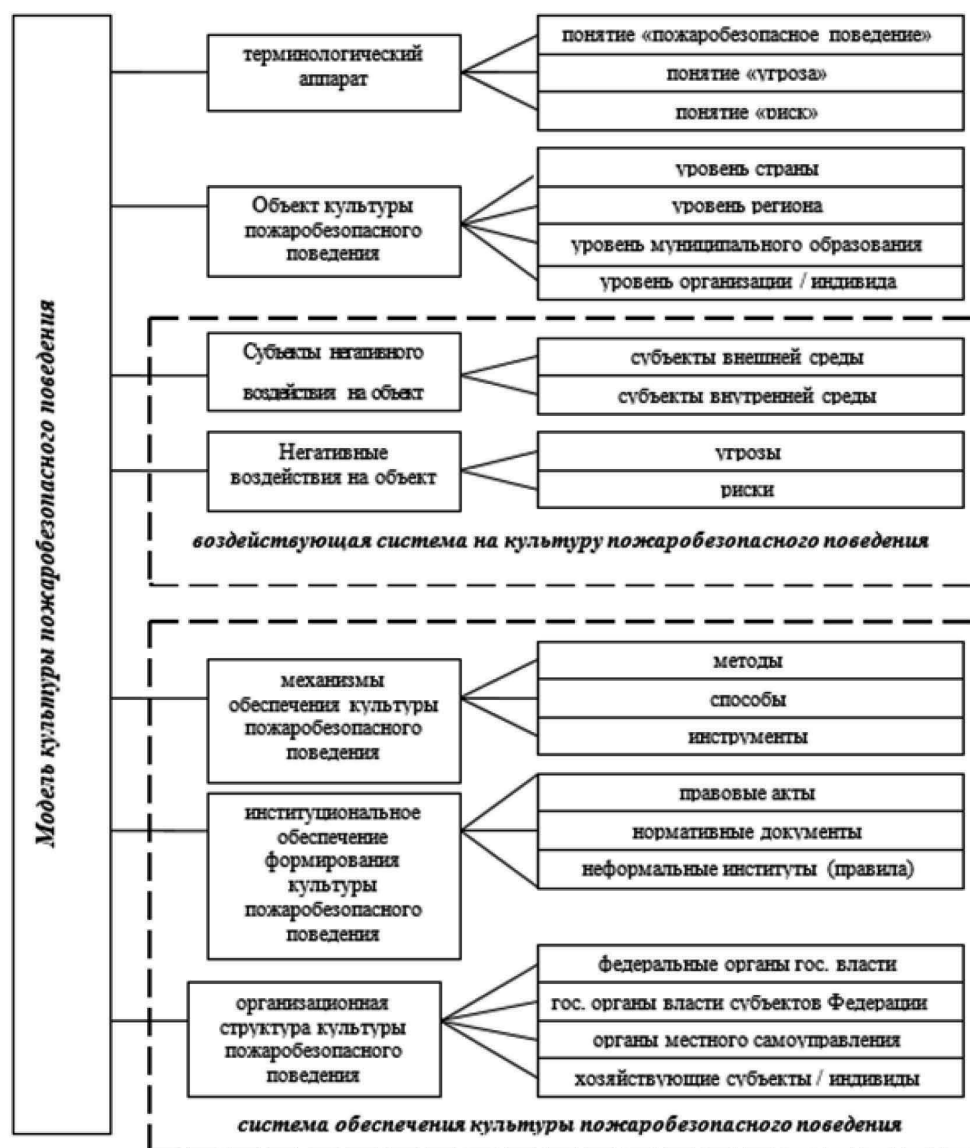 Модель культуры пожаробезопасного поведения
терминологический
аппарат
понятие «пожаробезопасное поведение»
понятие «угроза»
понятие «риск»
Объект культуры
пожаробезопасного
поведения
уровень страны
уровень региона
уровень муниципального образования
уровень организации / индивида
Субъекты негативного
воздействия на объект
субъекты внешней среды
субъекты внутренней среды
Негативные
воздействия на объект
угрозы
риски
воздействующая система на культуру пожаробезопасного поведения
механизмы
обеспечения культуры
пожаробезопасного
поведения
методы
способы
инструменты
институциональное
обеспечение
формирования
культуры
пожаробезопасного
поведения
правовые акты
нормативные документы
неформальные институты (правила)
организационная
структура культуры
пожаробезопасного
поведения
федеральные органы гос. власти
гос. органы власти субъектов Федерации
органы местного самоуправления
хозяйствующие субъекты / индивиды
система обеспечения культуры пожаробезопасного поведения